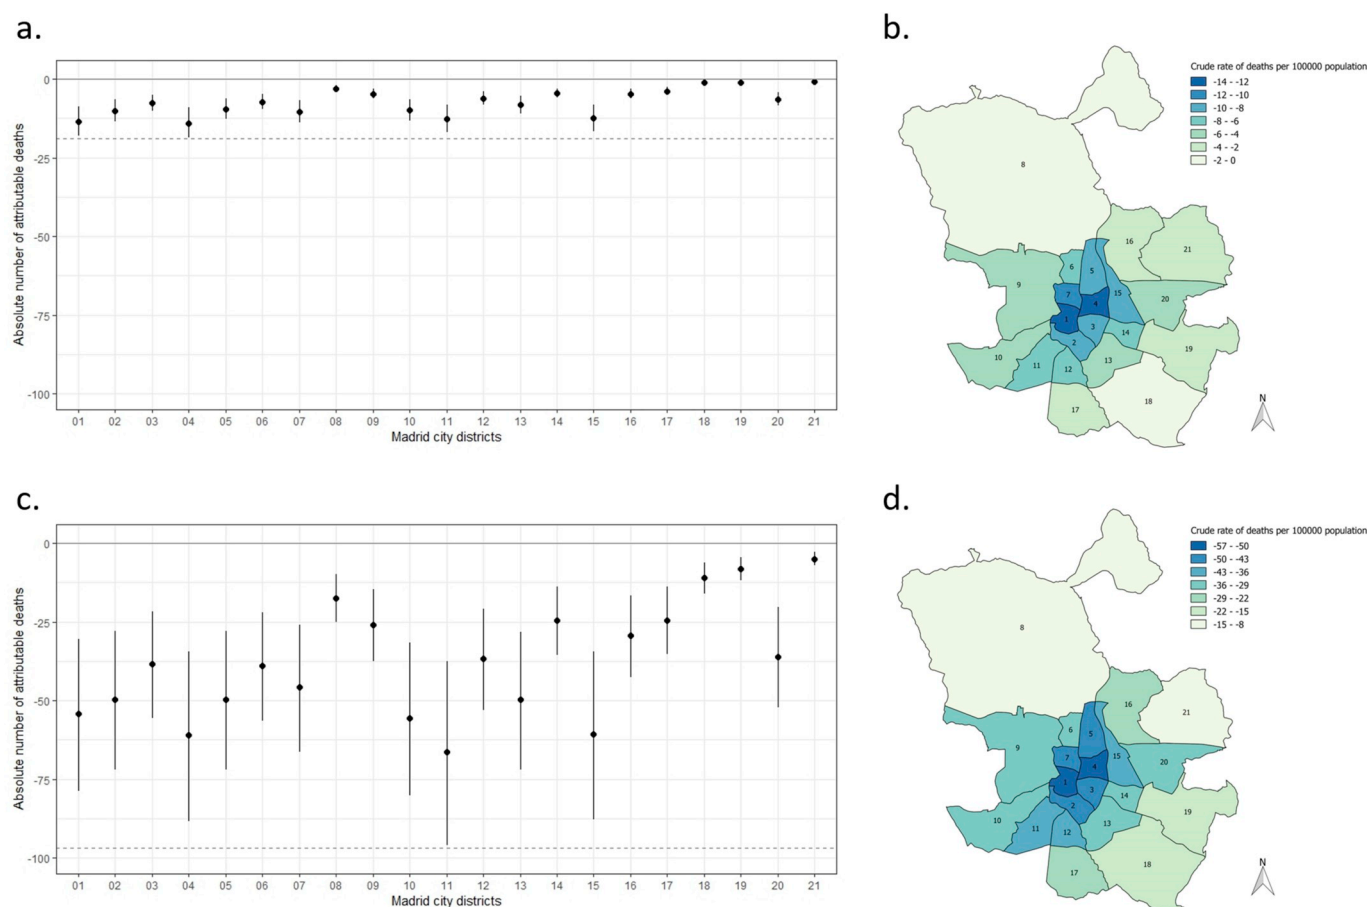 a.
0
-25
-50
-75
-100
Absolute number of attributable deaths
01 02 03 04 05 06 07 08 09 10 11 12 13 14 15 16 17 18 19 20 21
Madrid city districts
b.
Crude rate of deaths per 100000 population
-14 - -12
-12 - -10
-10 - -8
-8 - -6
-6 - -4
-4 - -2
-2 - 0
8
16
21
6
5
9
7
15
20
4
1
3
14
2
19
10
11
12
13
17
18
N
c.
0
-25
-50
-75
-100
Absolute number of attributable deaths
01 02 03 04 05 06 07 08 09 10 11 12 13 14 15 16 17 18 19 20 21
Madrid city districts
d.
Crude rate of deaths per 100000 population
-57 - -50
-50 - -43
-43 - -36
-36 - -29
-29 - -22
-22 - -15
-15 - -8
8
16
21
6
5
9
7
15
20
4
1
3
14
2
19
10
11
12
13
18
17
N